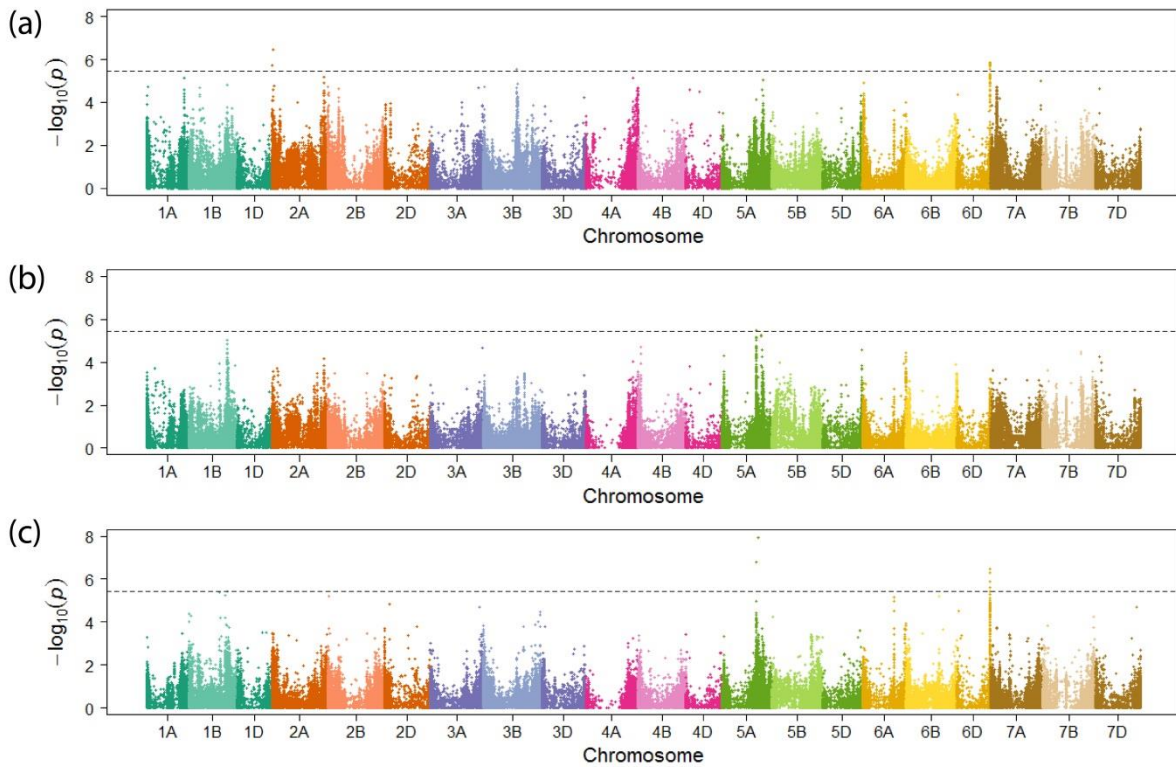 (a)
8
6
4
2
0
−log₁₀(p)
1A 1B 1D 2A 2B 2D 3A 3B 3D 4A 4B 4D 5A 5B 5D 6A 6B 6D 7A 7B 7D
Chromosome
(b)
8
6
4
2
0
−log₁₀(p)
1A 1B 1D 2A 2B 2D 3A 3B 3D 4A 4B 4D 5A 5B 5D 6A 6B 6D 7A 7B 7D
Chromosome
(c)
8
6
4
2
0
−log₁₀(p)
1A 1B 1D 2A 2B 2D 3A 3B 3D 4A 4B 4D 5A 5B 5D 6A 6B 6D 7A 7B 7D
Chromosome